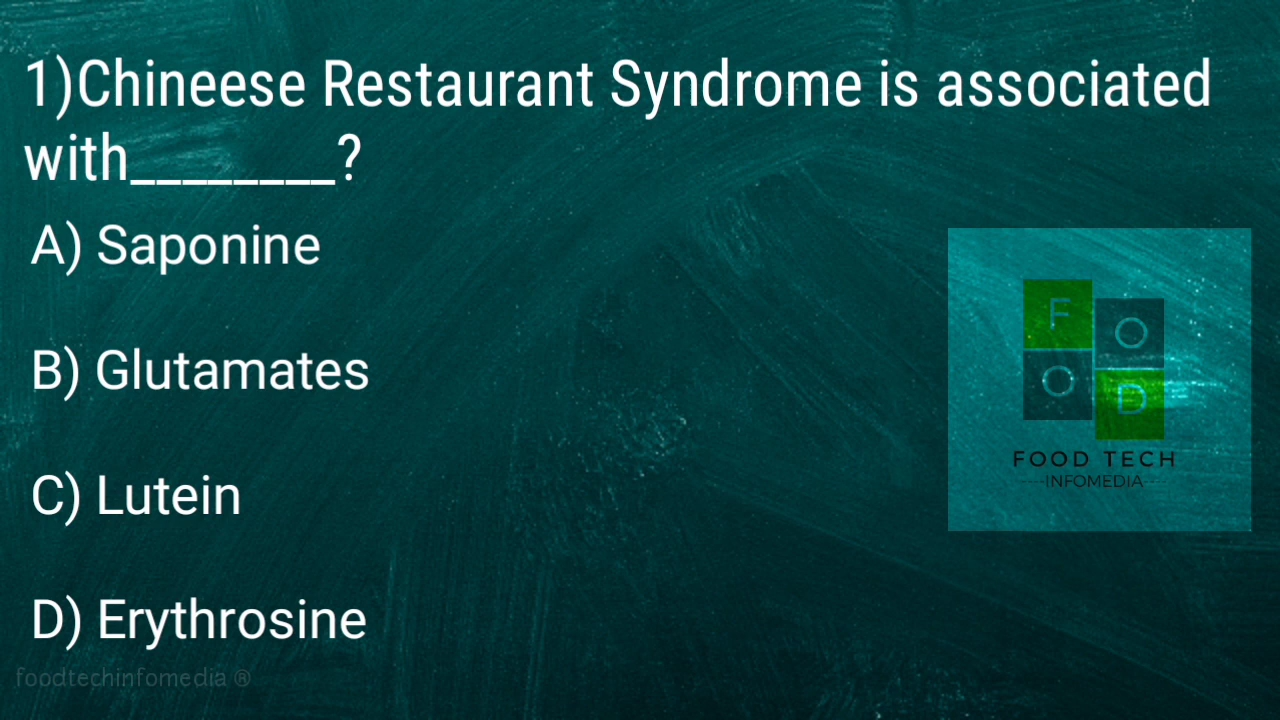 1)Chineese Restaurant Syndrome is associated
with________?
A) Saponine
B) Glutamates
C) Lutein
D) Erythrosine
F O
O D
FOOD TECH
----INFOMEDIA----
foodtechinfomedia ®